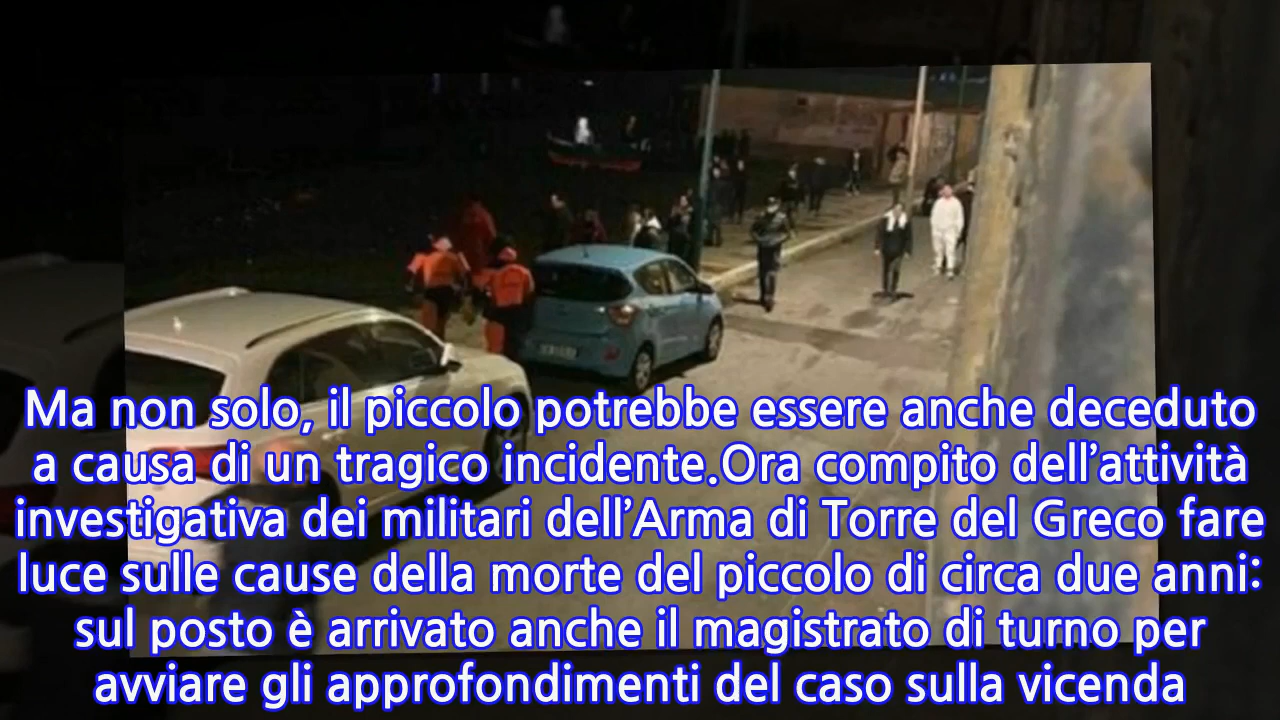 Ma non solo, il piccolo potrebbe essere anche deceduto
a causa di un tragico incidente.Ora compito dell’attività
investigativa dei militari dell’Arma di Torre del Greco fare
luce sulle cause della morte del piccolo di circa due anni:
sul posto è arrivato anche il magistrato di turno per
avviare gli approfondimenti del caso sulla vicenda